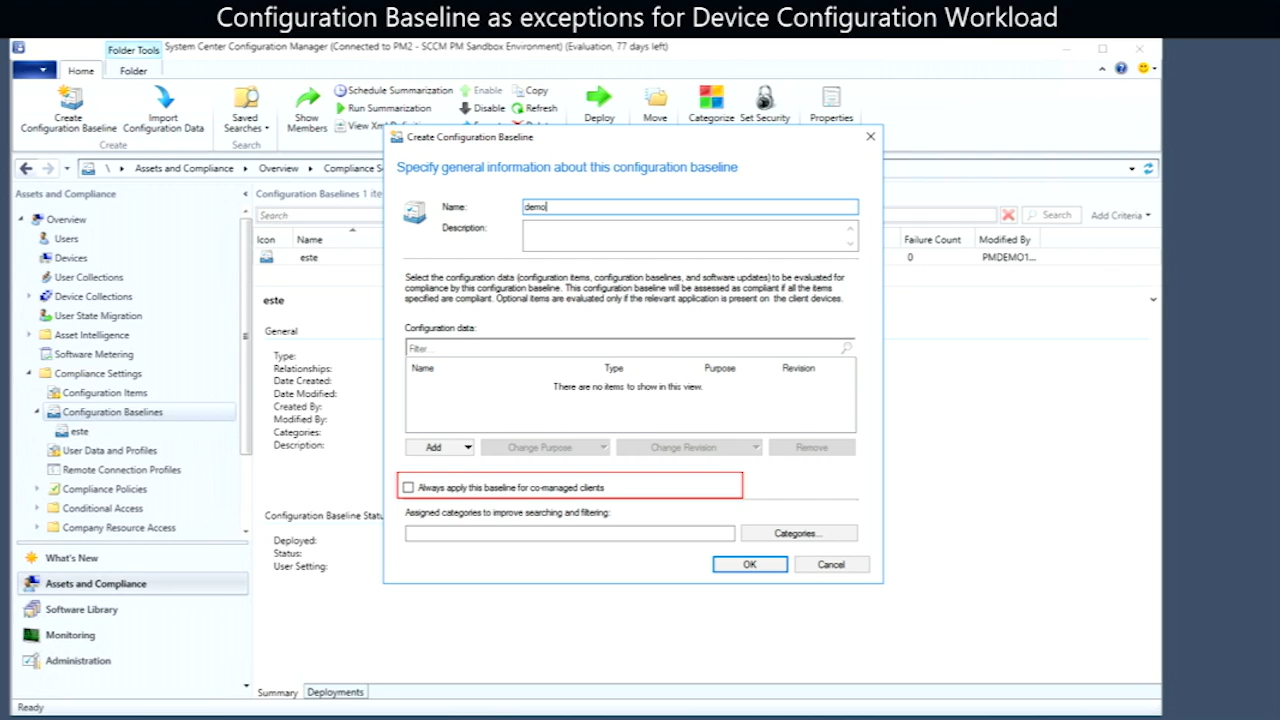 Configuration Baseline as exceptions for Device Configuration Workload
Folder Tools
System Center Configuration Manager (Connected to PM2 - SCCM PM Sandbox Environment) (Evaluation, 77 days left)
Home
Folder
Create
Configuration Baseline
Import
Configuration Data
Create
Saved
Searches
Search
Show
Members
Schedule Summarization
Run Summarization
View Xml
Enable
Disable
Copy
Refresh
Deploy
Move
Categorize
Set Security
Properties
\ Assets and Compliance Overview Compliance S
Assets and Compliance
Overview
Users
Devices
User Collections
Device Collections
User State Migration
Asset Intelligence
Software Metering
Compliance Settings
Configuration Items
Configuration Baselines
este
User Data and Profiles
Remote Connection Profiles
Compliance Policies
Conditional Access
Company Resource Access
What's New
Assets and Compliance
Software Library
Monitoring
Administration
Ready
Configuration Baselines 1 ite
Search
Search
Add Criteria
Icon Name
Failure Count Modified By
este
0 PMDEMO1...
este
General
Type:
Relationships:
Date Created:
Date Modified:
Created By:
Modified By:
Categories:
Description:
Configuration Baseline Statu
Deployed:
Status:
User Setting:
Summary Deployments
Create Configuration Baseline
Specify general information about this configuration baseline
Name:
demo
Description:
Select the configuration data (configuration items, configuration baselines, and software updates) to be evaluated for
compliance by this configuration baseline. This configuration baseline will be assessed as compliant if all the items
specified are compliant. Optional items are evaluated only if the relevant application is present on the client devices.
Configuration data:
Filter...
Name Type Purpose Revision
There are no items to show in this view.
Add
Change Purpose
Change Revision
Remove
Always apply this baseline for co-managed clients
Assigned categories to improve searching and filtering:
Categories...
OK
Cancel